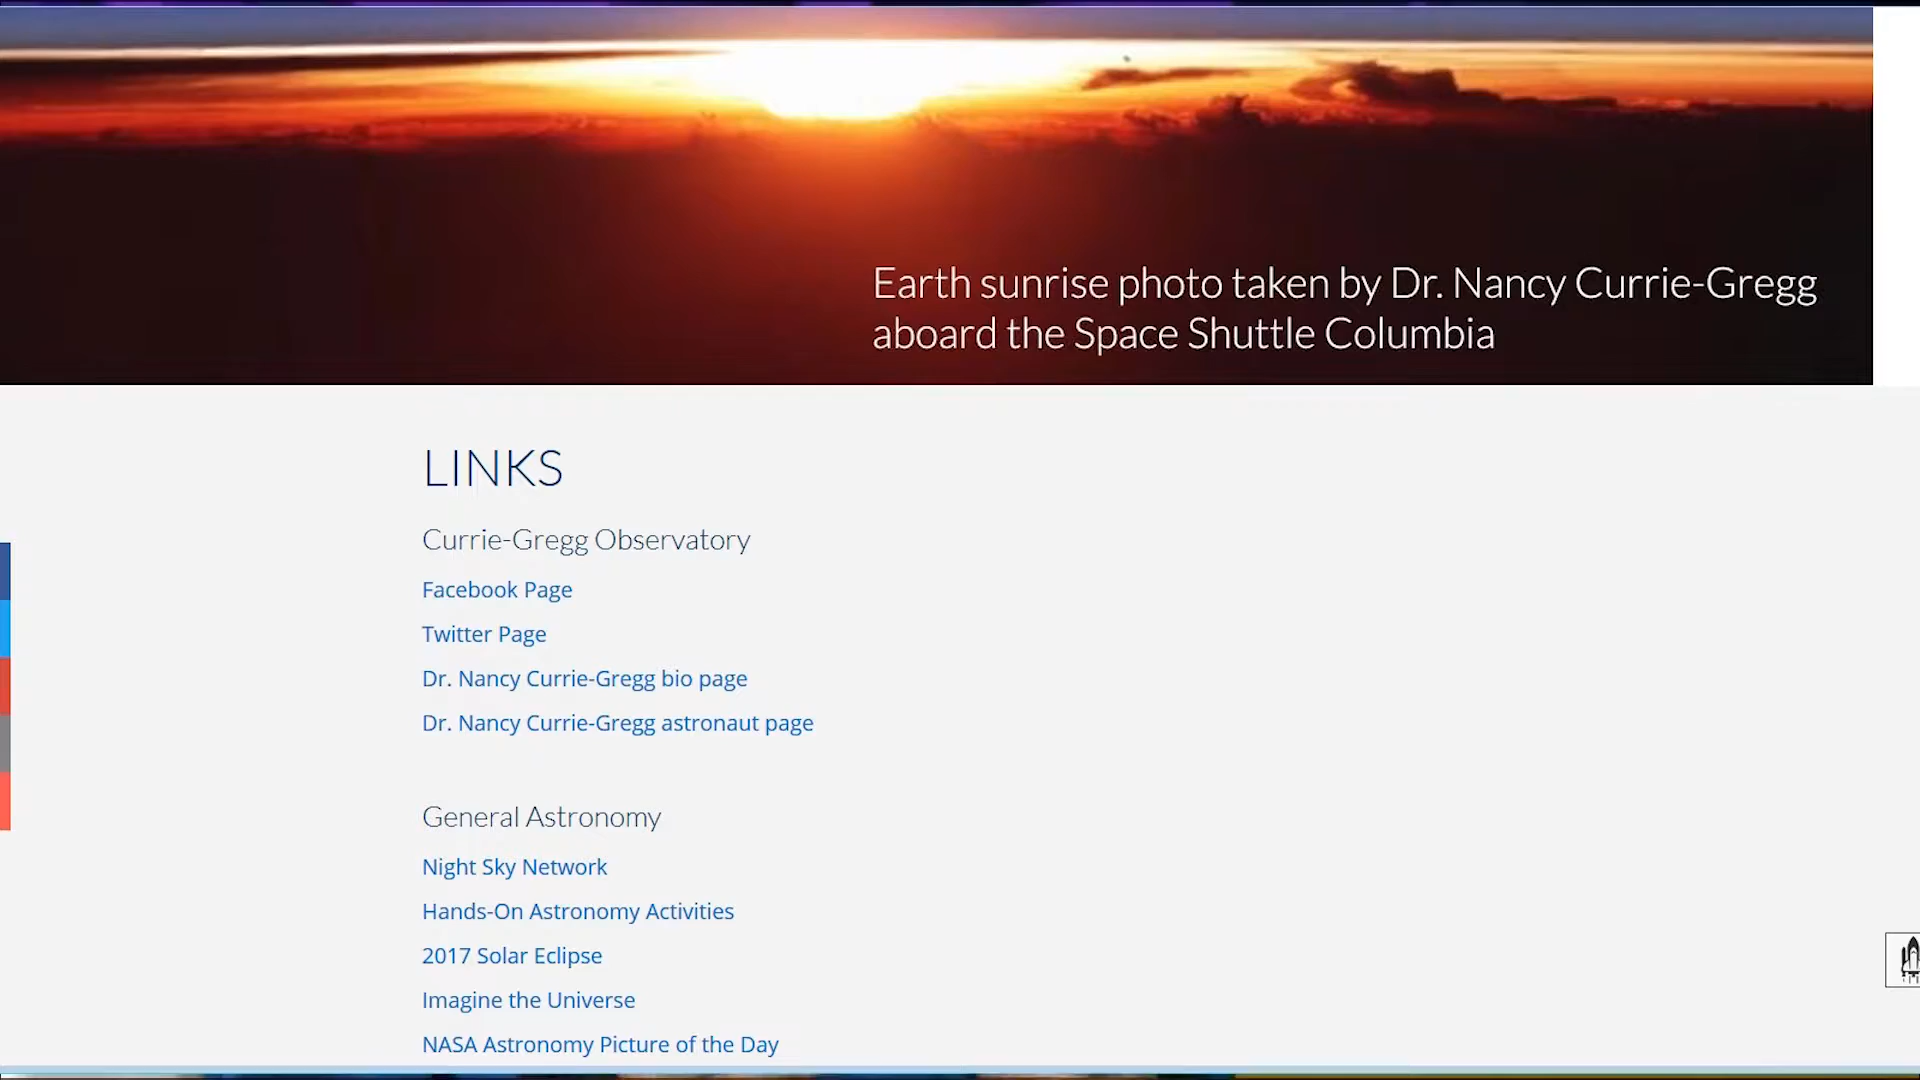 Earth sunrise photo taken by Dr. Nancy Currie-Gregg
aboard the Space Shuttle Columbia
LINKS
Currie-Gregg Observatory
Facebook Page
Twitter Page
Dr. Nancy Currie-Gregg bio page
Dr. Nancy Currie-Gregg astronaut page
General Astronomy
Night Sky Network
Hands-On Astronomy Activities
2017 Solar Eclipse
Imagine the Universe
NASA Astronomy Picture of the Day